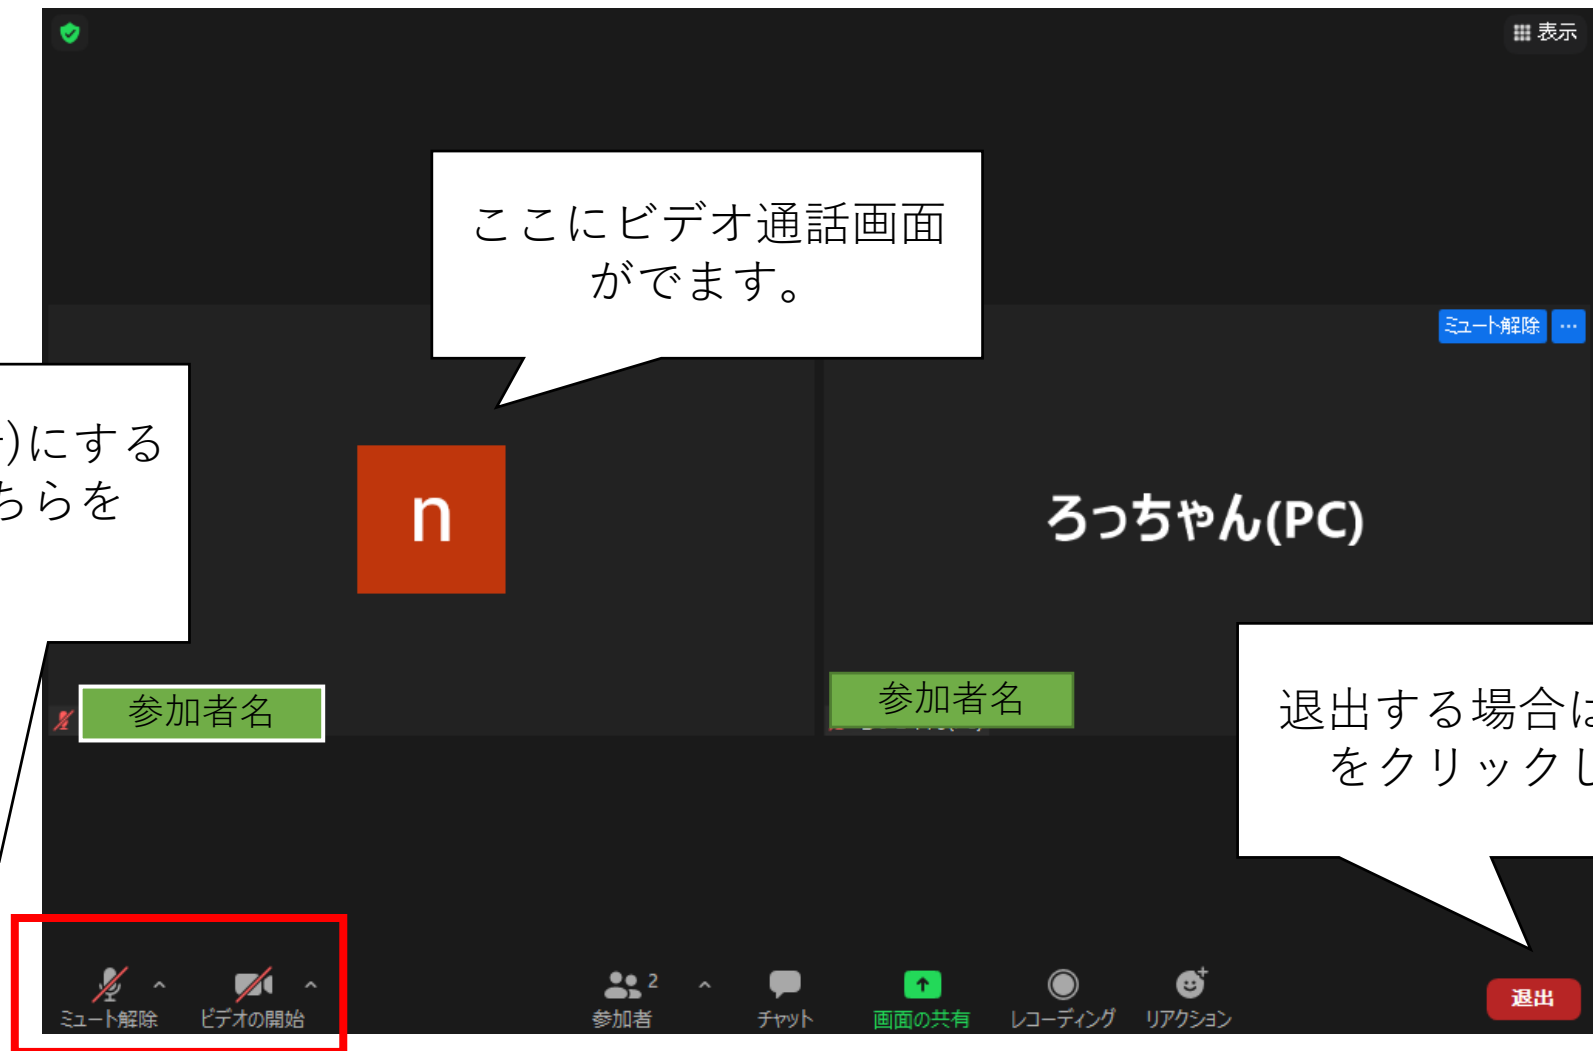 表示
ここにビデオ通話画面
がでます。
ミュート解除 …
)にする
ちらを
n
ろっちゃん(PC)
参加者名
参加者名
退出する場合は
をクリックし
ミュート解除
ビデオの開始
2
参加者
チャット
画面の共有
レコーディング
リアクション
退出